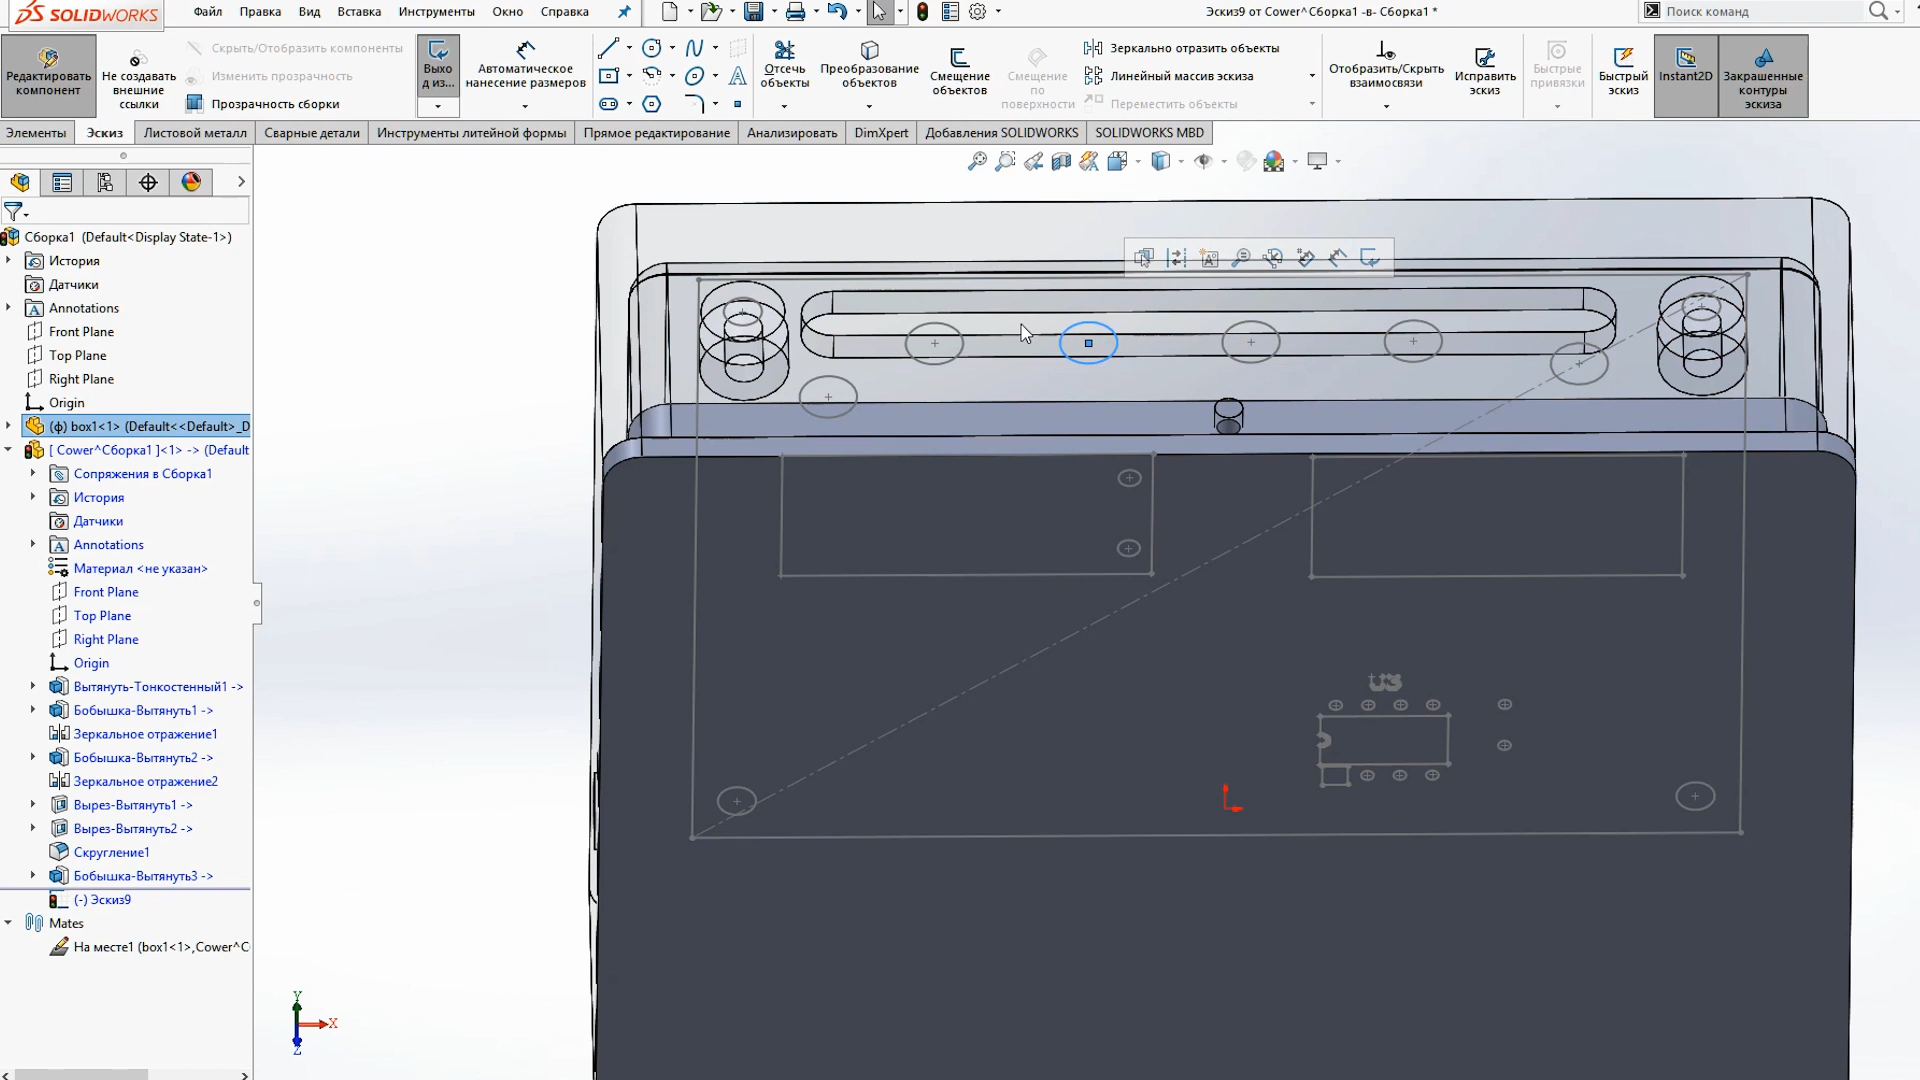 SOLIDWORKS
Файл Правка Вид Вставка Инструменты Окно Справка
Эскиз9 от Cower^Сборка1 -в- Сборка1 *
Поиск команд
Редактировать компонент
Не создавать внешние ссылки
Скрыть/Отобразить компоненты
Изменить прозрачность
Прозрачность сборки
Выхо д из...
Автоматическое нанесение размеров
Отсечь объекты
Преобразование объектов
Смещение объектов
Смещение по поверхности
Зеркально отразить объекты
Линейный массив эскиза
Переместить объекты
Отобразить/Скрыть взаимосвязи
Исправить эскиз
Быстрые привязки
Быстрый эскиз
Instant2D
Закрашенные контуры эскиза
Элементы Эскиз Листовой металл Сварные детали Инструменты литейной формы Прямое редактирование Анализировать DimXpert Добавления SOLIDWORKS SOLIDWORKS MBD
Сборка1 (Default<Display State-1>)
История
Датчики
Annotations
Front Plane
Top Plane
Right Plane
Origin
(ф) box1<1> (Default<<Default>_D
[ Cower^Сборка1 ]<1> -> (Default
Сопряжения в Сборка1
История
Датчики
Annotations
Материал <не указан>
Front Plane
Top Plane
Right Plane
Origin
Вытянуть-Тонкостенный1 ->
Бобышка-Вытянуть1 ->
Зеркальное отражение1
Бобышка-Вытянуть2 ->
Зеркальное отражение2
Вырез-Вытянуть1 ->
Вырез-Вытянуть2 ->
Скругление1
Бобышка-Вытянуть3 ->
(-) Эскиз9
Mates
На месте1 (box1<1>,Cower^C
U3
Y
X
Z